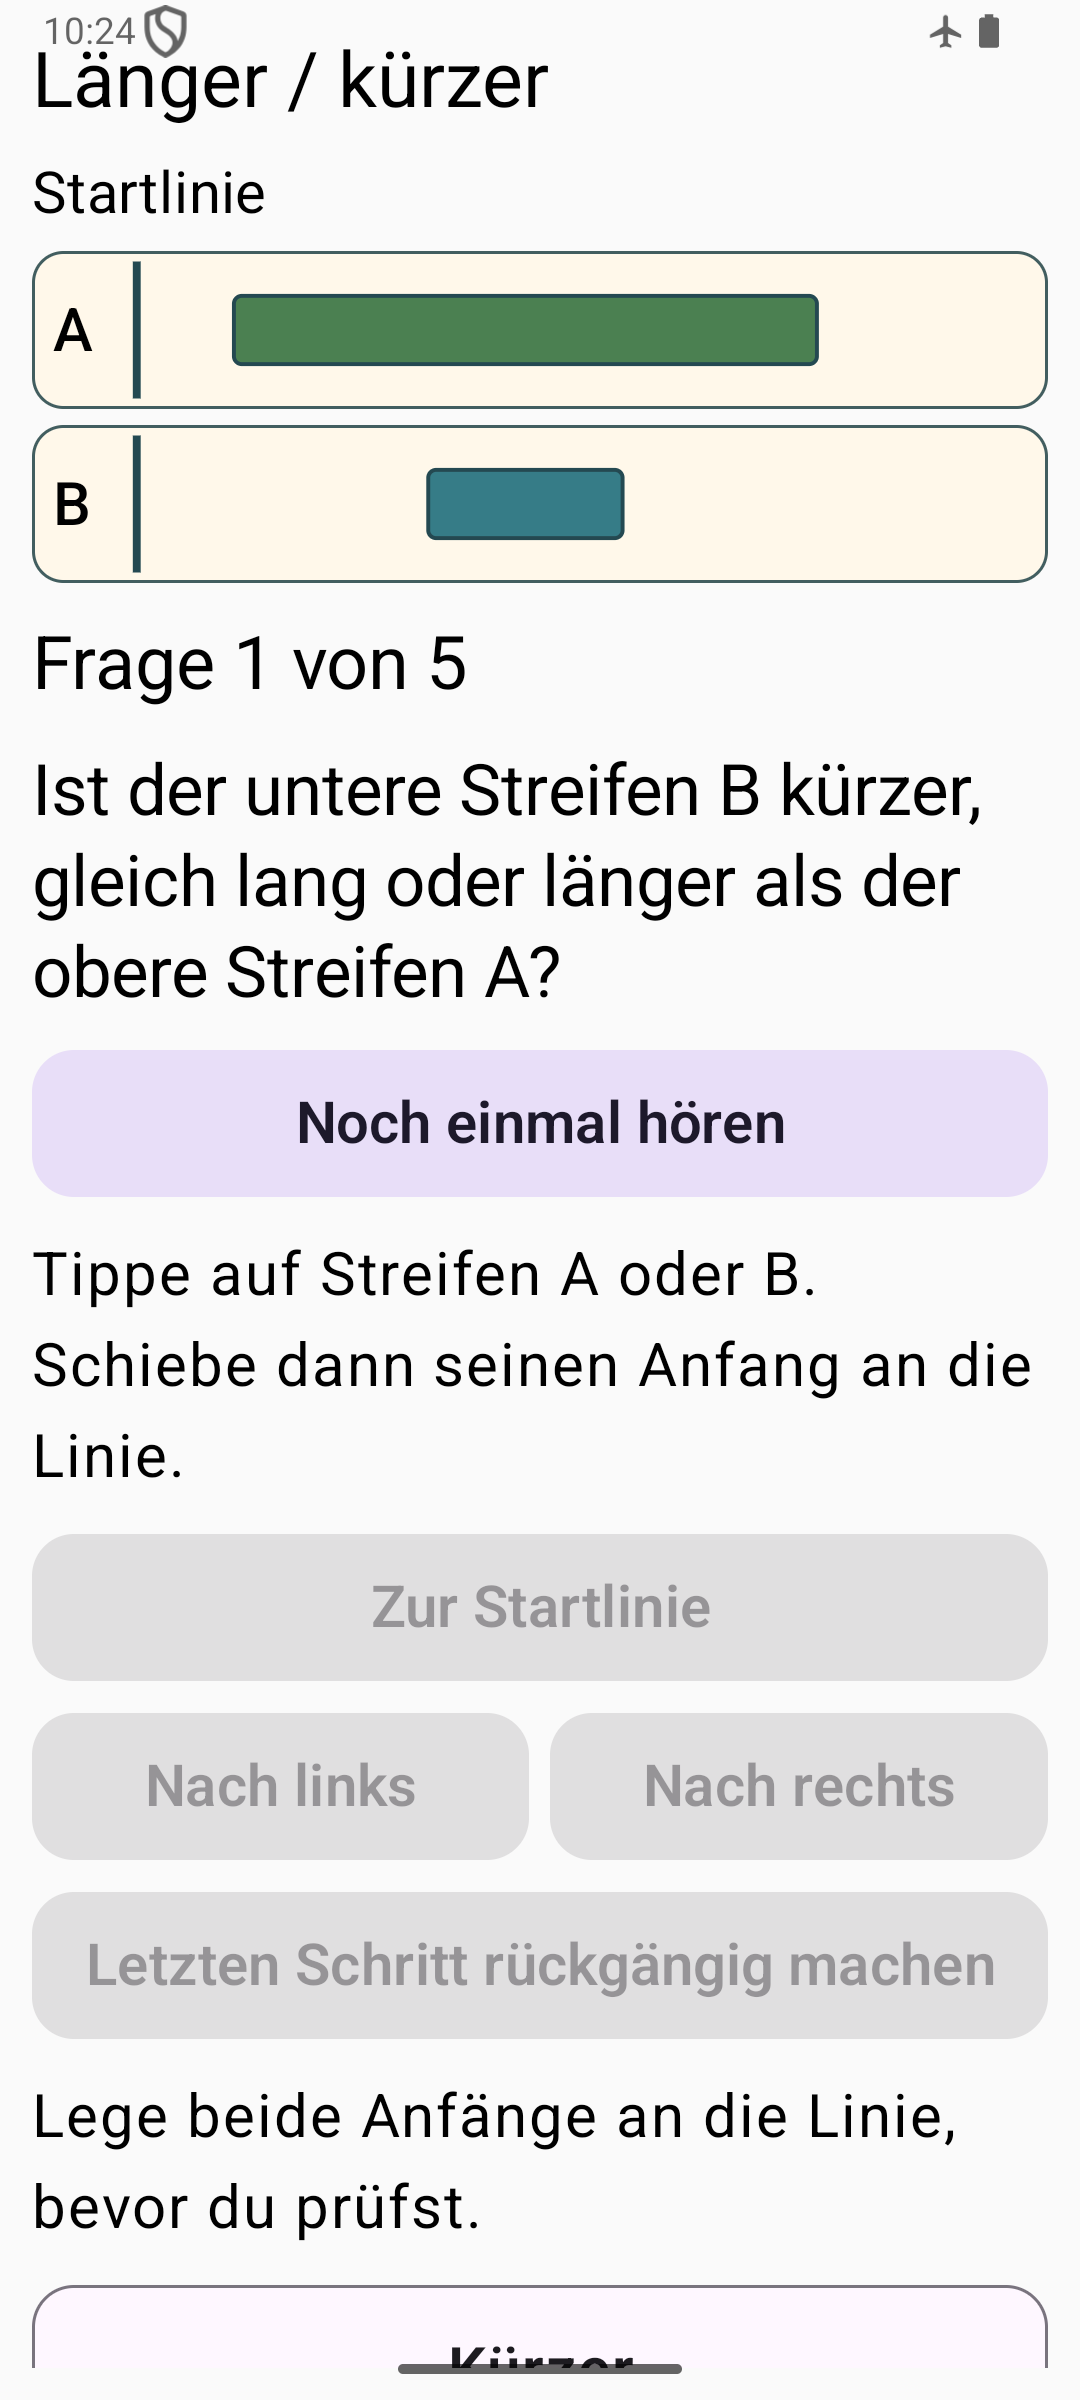 10:24
Länger / kürzer
Startlinie
A
B
Frage 1 von 5
Ist der untere Streifen B kürzer,
gleich lang oder länger als der
obere Streifen A?
Noch einmal hören
Tippe auf Streifen A oder B.
Schiebe dann seinen Anfang an die
Linie.
Zur Startlinie
Nach links
Nach rechts
Letzten Schritt rückgängig machen
Lege beide Anfänge an die Linie,
bevor du prüfst.
Kürzer